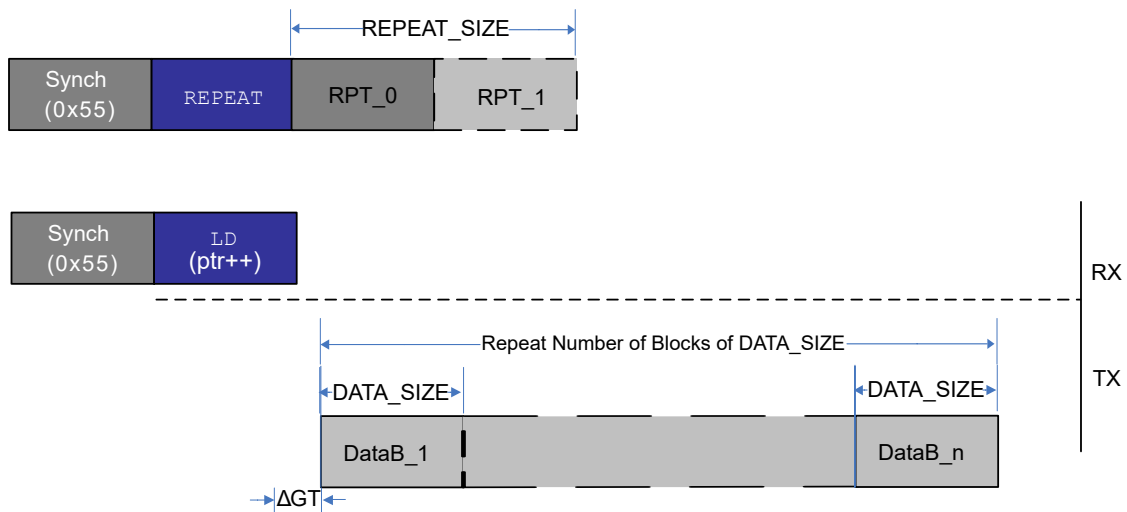 REPEAT_SIZE
Synch
(0x55)
REPEAT
RPT_0
RPT_1
Synch
(0x55)
LD
(ptr++)
RX
Repeat Number of Blocks of DATA_SIZE
TX
DATA_SIZE
DATA_SIZE
DataB_1
DataB_n
ΔGT